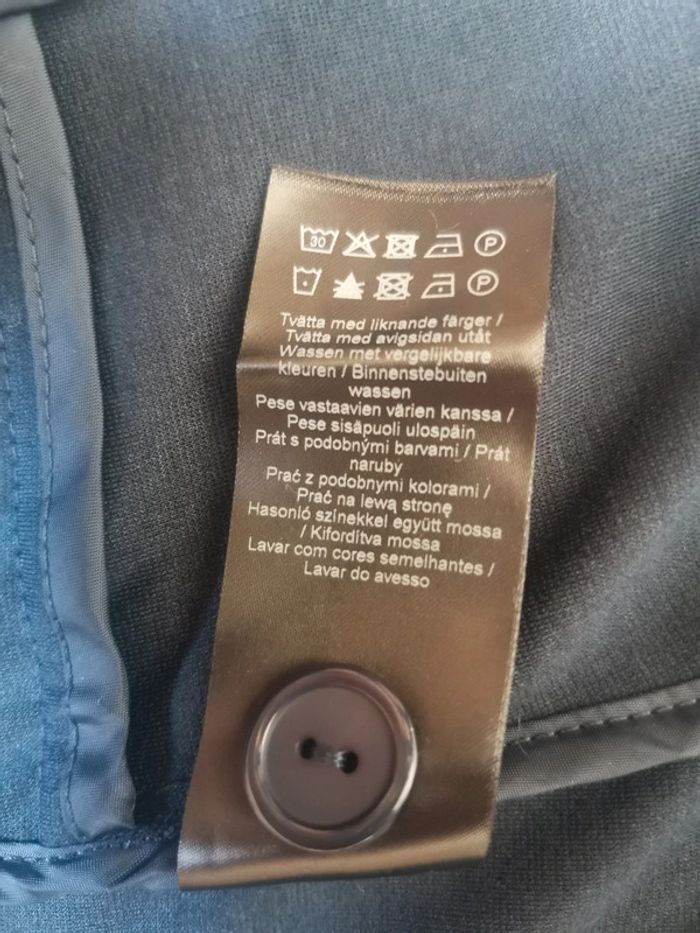 30 P
P
Tvätta med liknande färger /
Tvätta med avigsidan utåt
Wassen met vergelijkbare
kleuren / Binnenstebuiten
wassen
Pese vastaavien värien kanssa /
Pese sisäpuoli ulospäin
Prát s podobnými barvami / Prát
naruby
Prać z podobnymi kolorami /
Prać na lewą stronę
Hasonló színekkel együtt mossa
/ Kifordítva mossa
Lavar com cores semelhantes /
Lavar do avesso